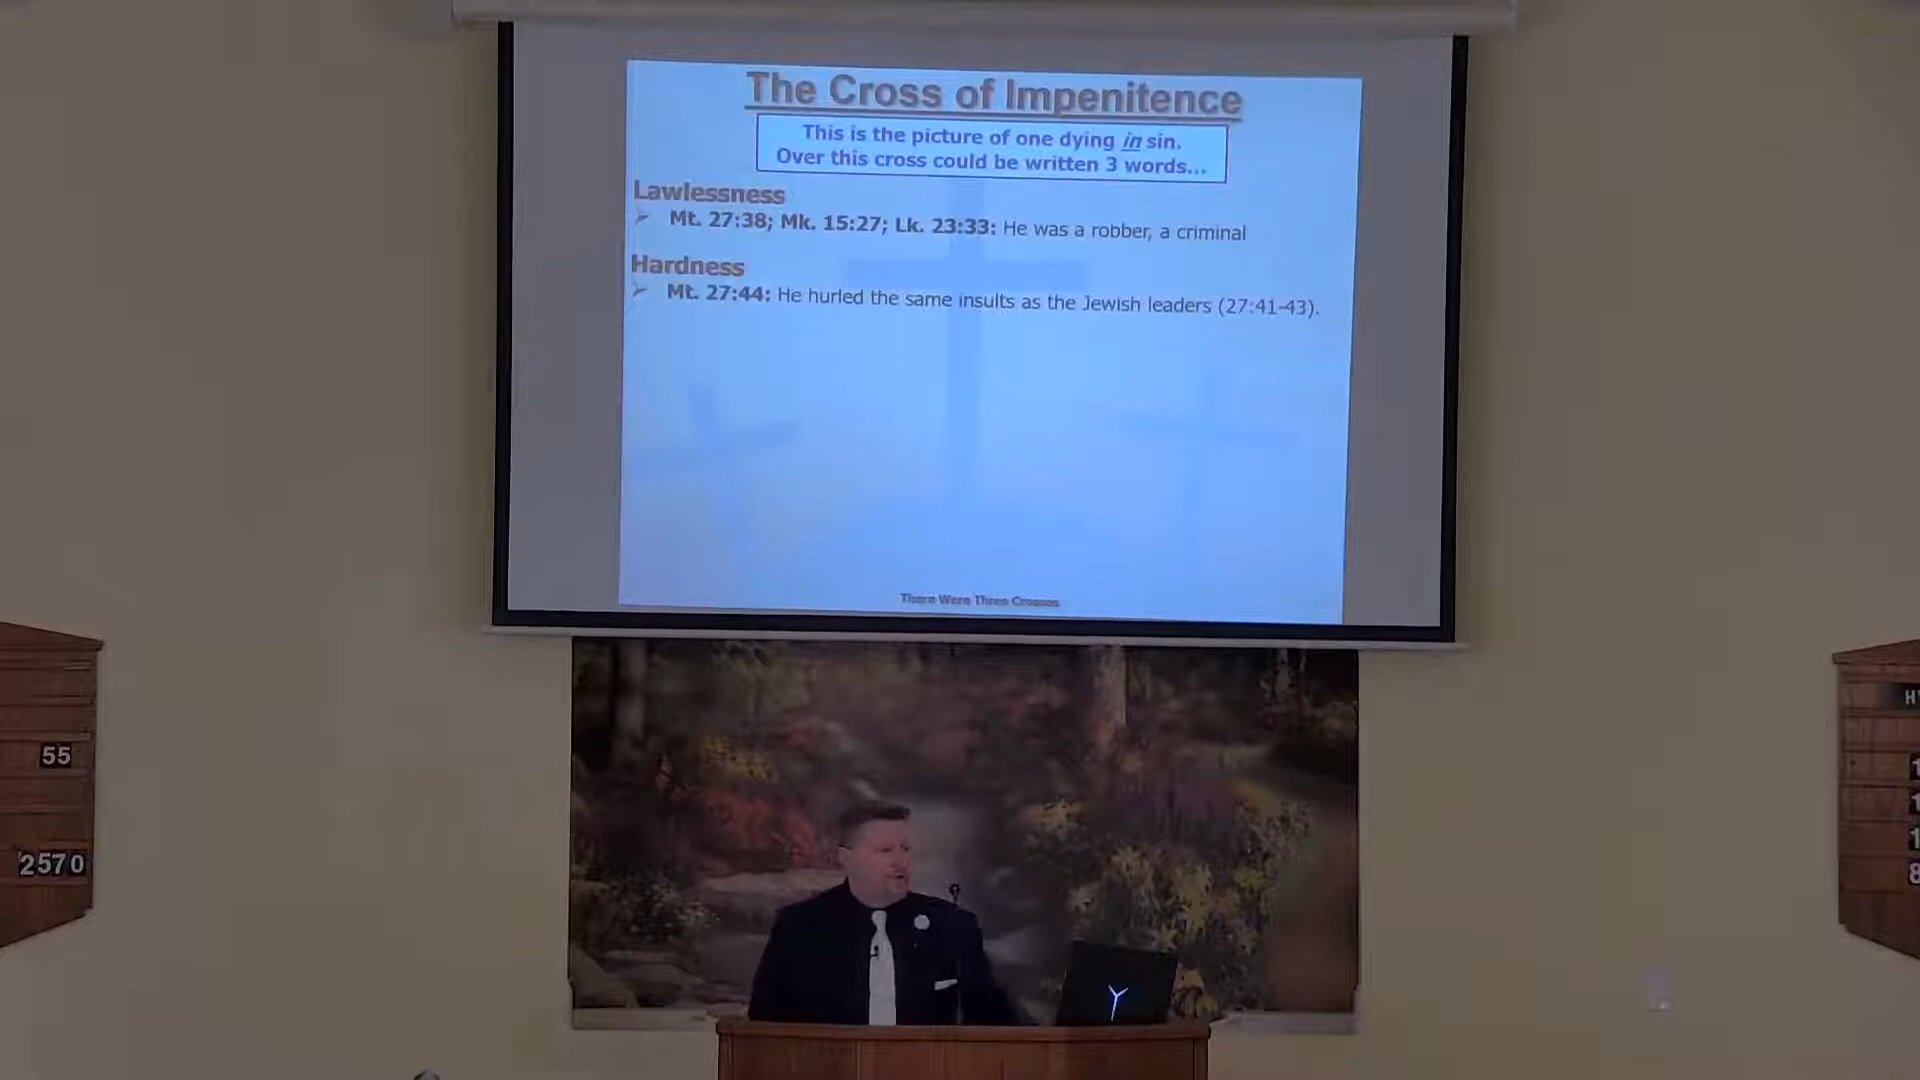 The Cross of Impenitence
This is the picture of one dying in sin.
Over this cross could be written 3 words...
Lawlessness
Mt. 27:38; Mk. 15:27; Lk. 23:33: He was a robber, a criminal
Hardness
Mt. 27:44: He hurled the same insults as the Jewish leaders (27:41-43).
There Were Three Crosses
55
2570